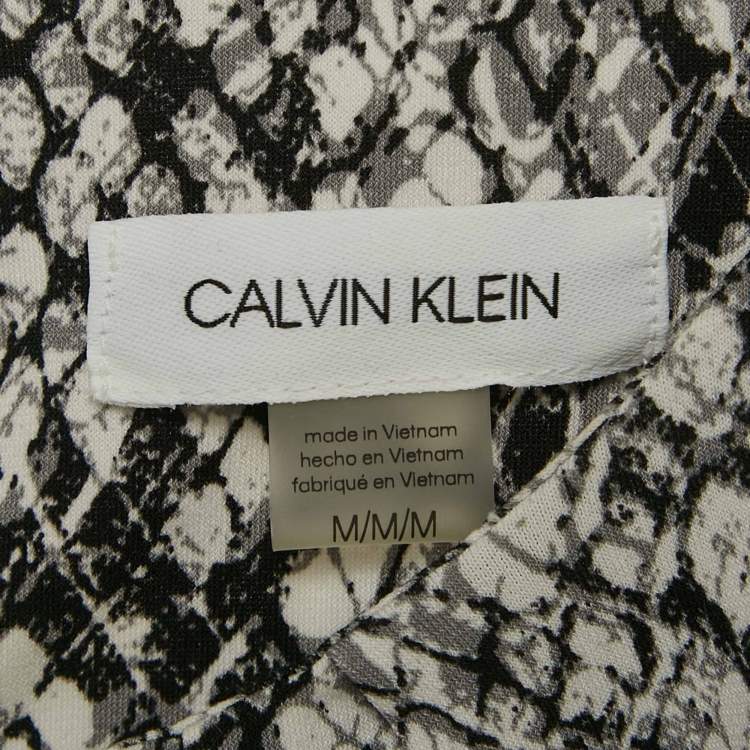 CALVIN KLEIN
made in Vietnam
hecho en Vietnam
fabriqué en Vietnam
M/M/M